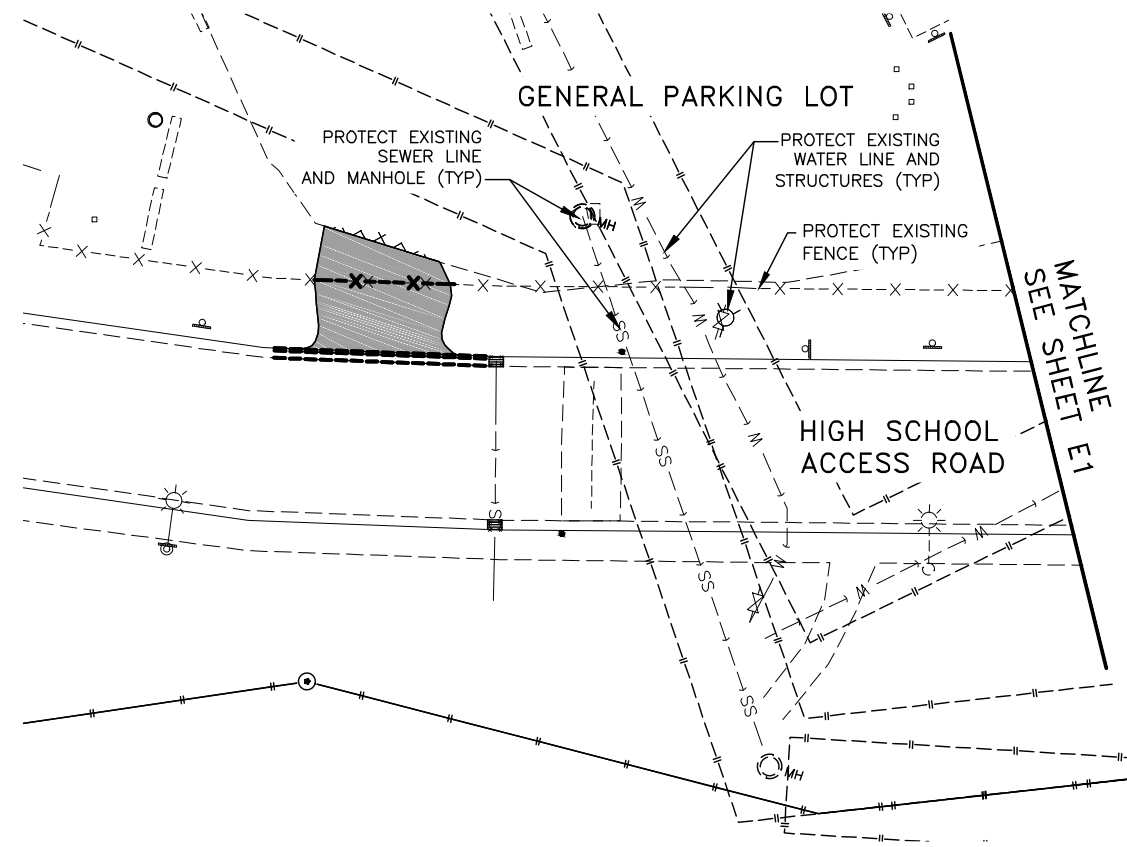 GENERAL PARKING LOT
PROTECT EXISTING
SEWER LINE
AND MANHOLE (TYP)
PROTECT EXISTING
WATER LINE AND
STRUCTURES (TYP)
W
MH
PROTECT EXISTING
FENCE (TYP)
MATCHLINE
SEE SHEET E1
SS
W
HIGH SCHOOL
ACCESS ROAD
W
SS
S
W
W
SS
W
SS
MH